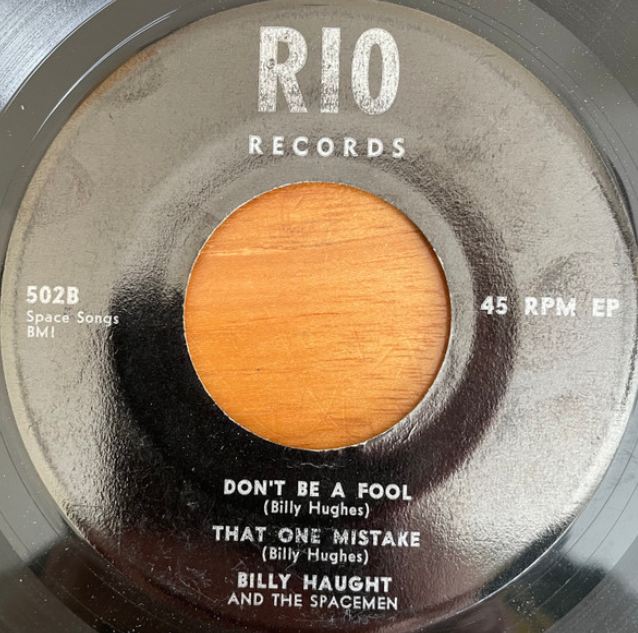 RIO
RECORDS
502B
Space Songs
BMI
45 RPM EP
DON'T BE A FOOL
(Billy Hughes)
THAT ONE MISTAKE
(Billy Hughes)
BILLY HAUGHT
AND THE SPACEMEN